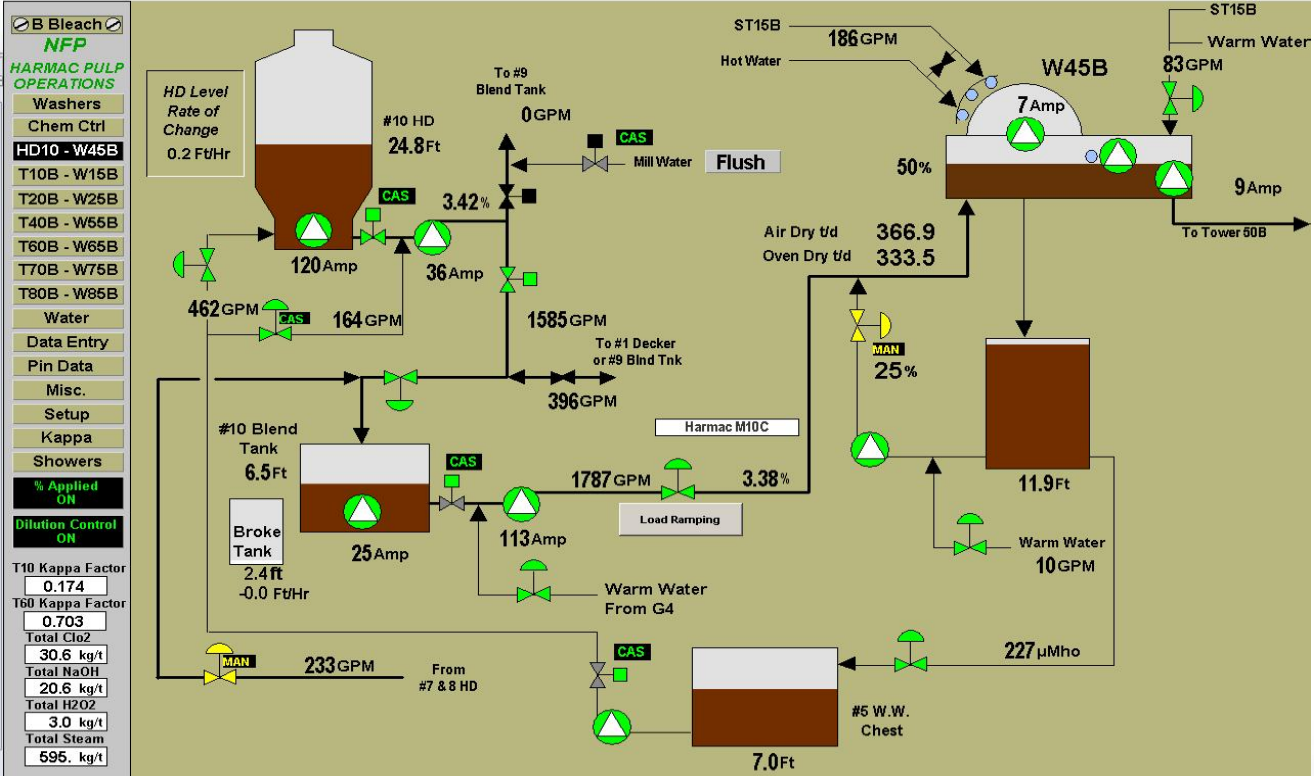 B Bleach
NFP
HARMAC PULP
OPERATIONS
Washers
Chem Ctrl
HD10 - W45B
T10B - W15B
T20B - W25B
T40B - W55B
T60B - W65B
T70B - W75B
T80B - W85B
Water
Data Entry
Pin Data
Misc.
Setup
Kappa
Showers
% Applied
ON
Dilution Control
ON
T10 Kappa Factor
0.174
T60 Kappa Factor
0.703
Total Clo2
30.6 kg/t
Total NaOH
20.6 kg/t
Total H2O2
3.0 kg/t
Total Steam
595. kg/t
HD Level
Rate of
Change
0.2 Ft/Hr
#10 HD
24.8Ft
120Amp
CAS
36Amp
3.42%
To #9
Blend Tank
0GPM
CAS
Mill Water
Flush
462GPM
CAS
164GPM
1585GPM
To #1 Decker
or #9 Blnd Tnk
396GPM
#10 Blend
Tank
6.5Ft
25Amp
Broke
Tank
2.4ft
-0.0 Ft/Hr
CAS
113Amp
1787GPM
Harmac M10C
Load Ramping
3.38%
Warm Water
From G4
MAN
233GPM
From
#7 & 8 HD
CAS
#5 W.W.
Chest
7.0Ft
227µMho
ST15B
186GPM
Hot Water
W45B
7Amp
50%
ST15B
Warm Water
83GPM
9Amp
To Tower 50B
Air Dry t/d 366.9
Oven Dry t/d 333.5
MAN
25%
11.9Ft
Warm Water
10GPM